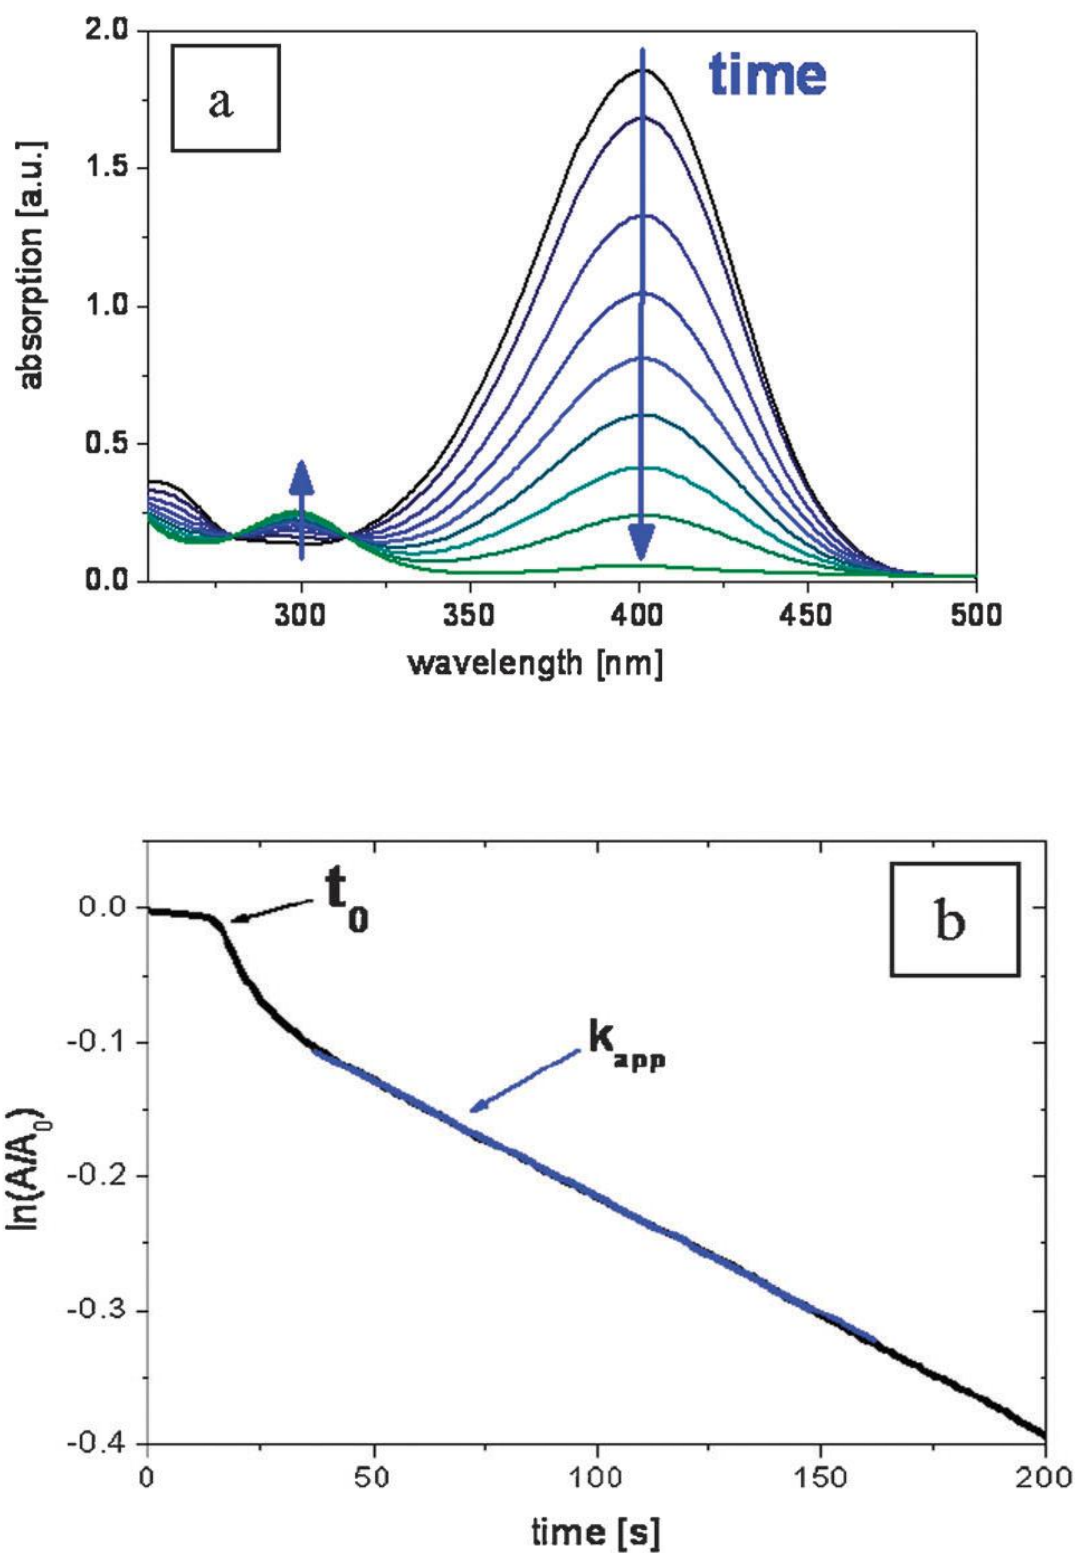 a
time
2.0
1.5
1.0
0.5
0.0
absorption [a.u.]
300 350 400 450 500
wavelength [nm]
b
t0
kapp
0.0
-0.1
-0.2
-0.3
-0.4
ln(A/A0)
0 50 100 150 200
time [s]